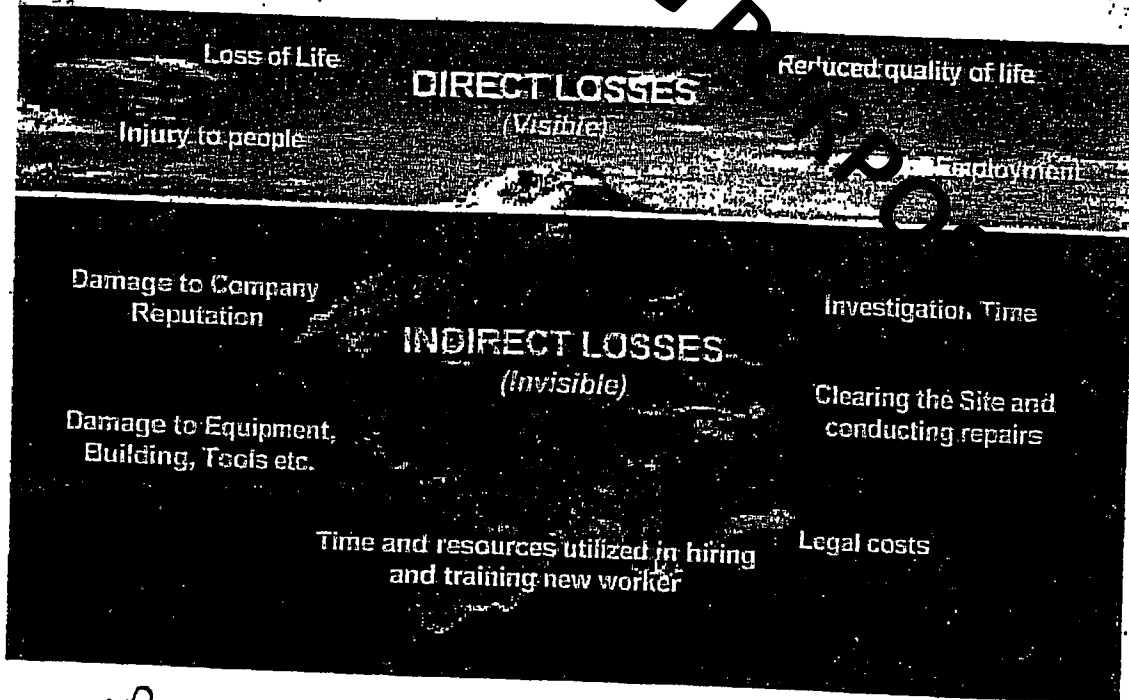 Loss of Life
DIRECT LOSSES
(Visible)
Reduced quality of life
Injury to people
Employment
Damage to Company
Reputation
INDIRECT LOSSES
(Invisible)
Investigation Time
Damage to Equipment,
Building, Tools etc.
Clearing the Site and
conducting repairs
Time and resources utilized in hiring
and training new worker
Legal costs